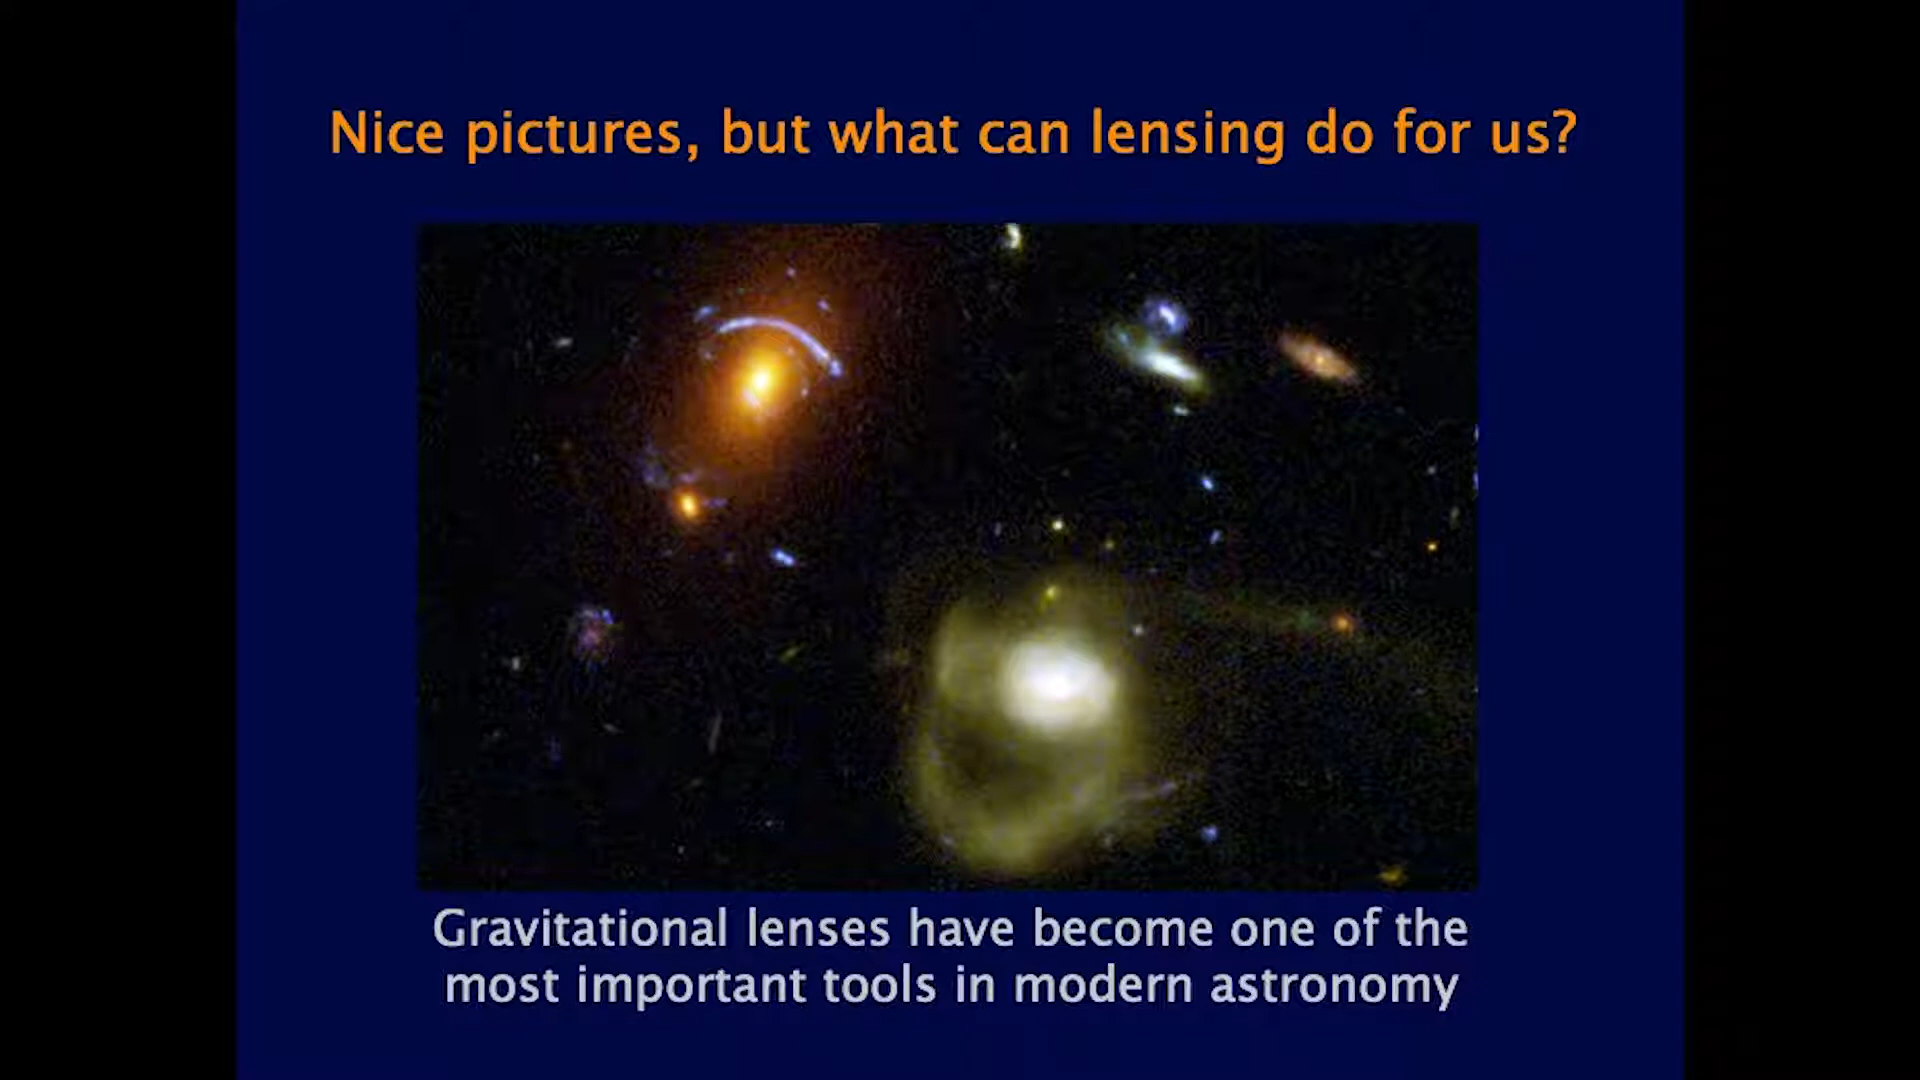 Nice pictures, but what can lensing do for us?
Gravitational lenses have become one of the
most important tools in modern astronomy